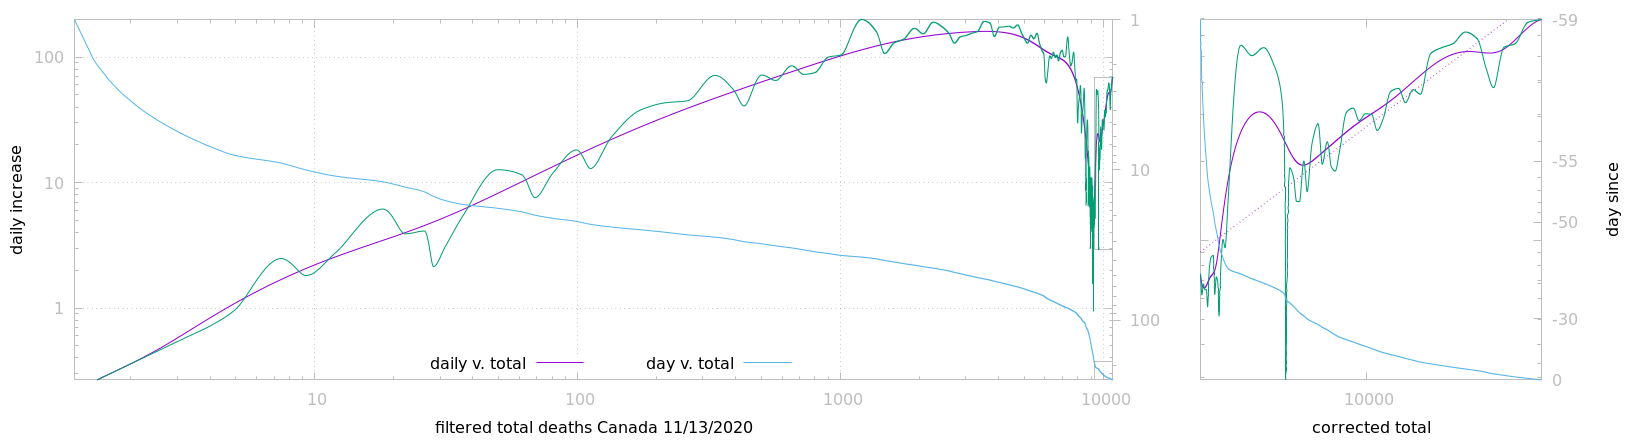 100
10
1
daily increase
1
10
100
daily v. total
day v. total
10
100
1000
10000
filtered total deaths Canada 11/13/2020
-59
-55
-50
-30
0
day since
10000
corrected total